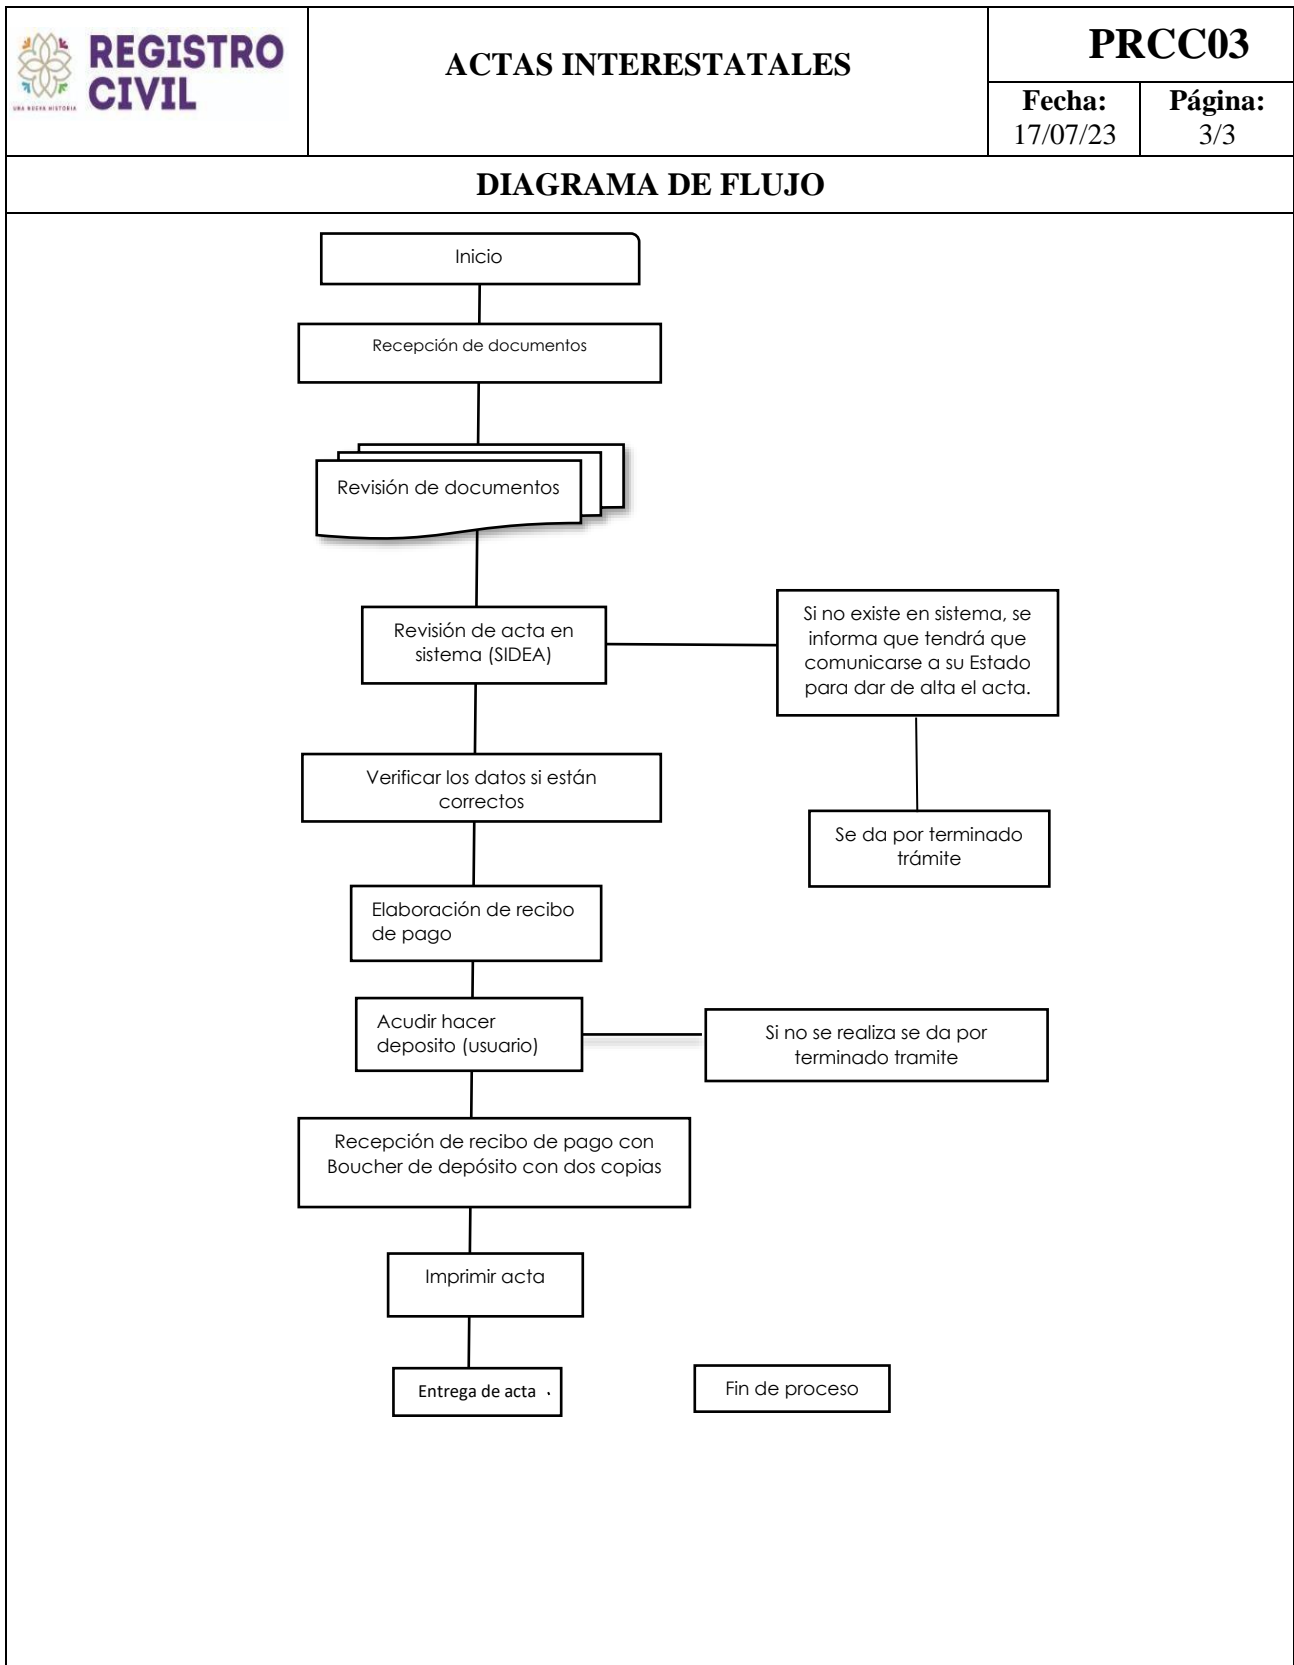 REGISTRO
CIVIL
UNA NUEVA HISTORIA
ACTAS INTERESTATALES
PRCC03
Fecha:
17/07/23
Página:
3/3
DIAGRAMA DE FLUJO
Inicio
Recepción de documentos
Revisión de documentos
Revisión de acta en
sistema (SIDEA)
Si no existe en sistema, se
informa que tendrá que
comunicarse a su Estado
para dar de alta el acta.
Verificar los datos si están
correctos
Se da por terminado
trámite
Elaboración de recibo
de pago
Acudir hacer
deposito (usuario)
Si no se realiza se da por
terminado tramite
Recepción de recibo de pago con
Boucher de depósito con dos copias
Imprimir acta
Entrega de acta
Fin de proceso